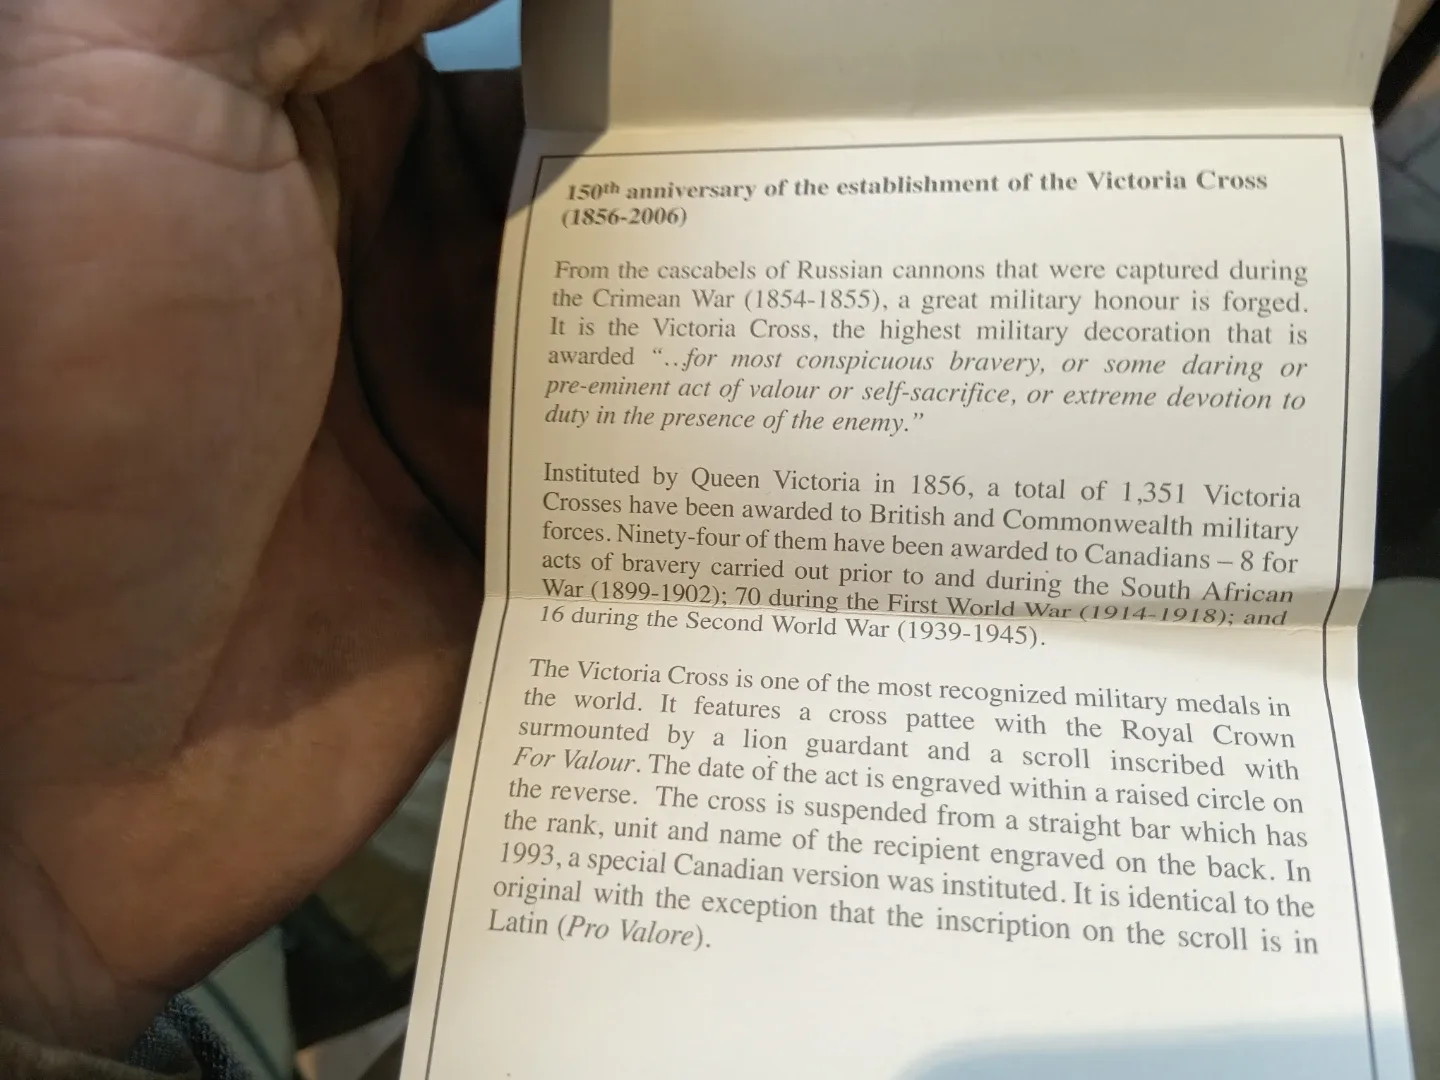 150th anniversary of the establishment of the Victoria Cross
(1856-2006)
From the cascabels of Russian cannons that were captured during
the Crimean War (1854-1855), a great military honour is forged.
It is the Victoria Cross, the highest military decoration that is
awarded “…for most conspicuous bravery, or some daring or
pre-eminent act of valour or self-sacrifice, or extreme devotion to
duty in the presence of the enemy.”
Instituted by Queen Victoria in 1856, a total of 1,351 Victoria
Crosses have been awarded to British and Commonwealth military
forces. Ninety-four of them have been awarded to Canadians – 8 for
acts of bravery carried out prior to and during the South African
War (1899-1902); 70 during the First World War (1914-1918); and
16 during the Second World War (1939-1945).
The Victoria Cross is one of the most recognized military medals in
the world. It features a cross pattee with the Royal Crown
surmounted by a lion guardant and a scroll inscribed with
For Valour. The date of the act is engraved within a raised circle on
the reverse. The cross is suspended from a straight bar which has
the rank, unit and name of the recipient engraved on the back. In
1993, a special Canadian version was instituted. It is identical to the
original with the exception that the inscription on the scroll is in
Latin (Pro Valore).